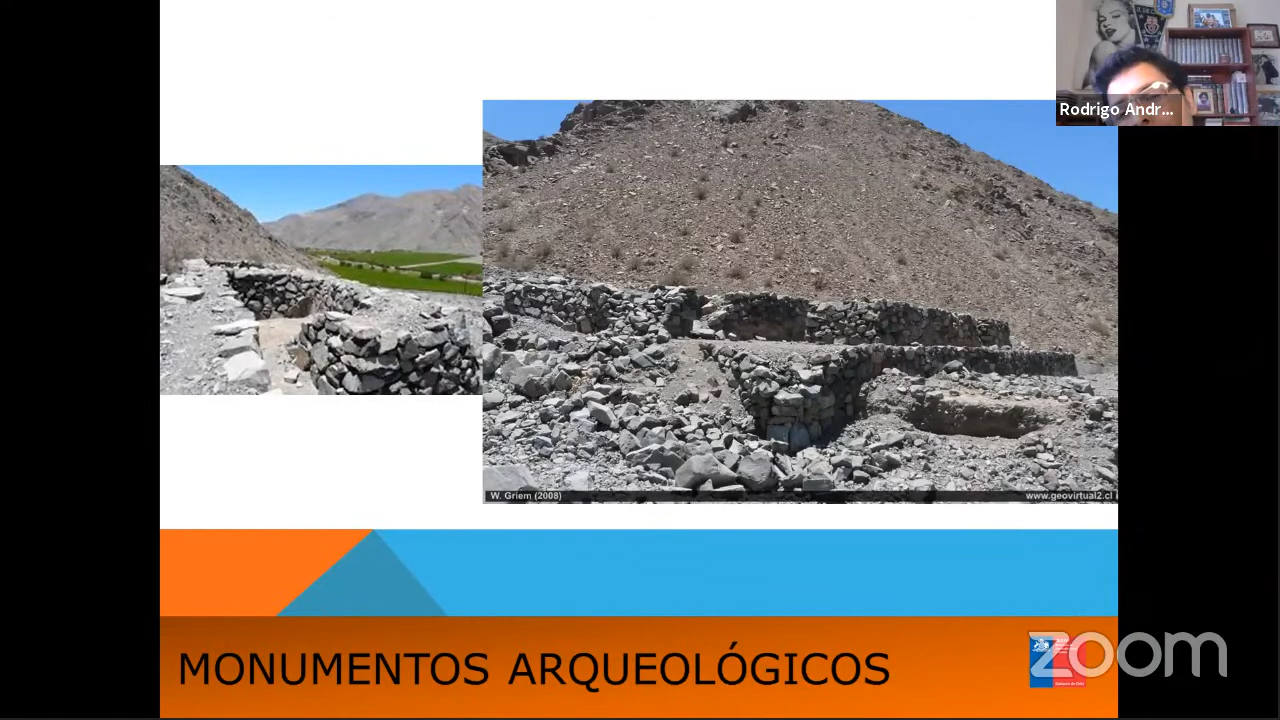 Rodrigo Andr...
W. Griem (2008)
www.geovirtual2.cl
MONUMENTOS ARQUEOLÓGICOS
zoom